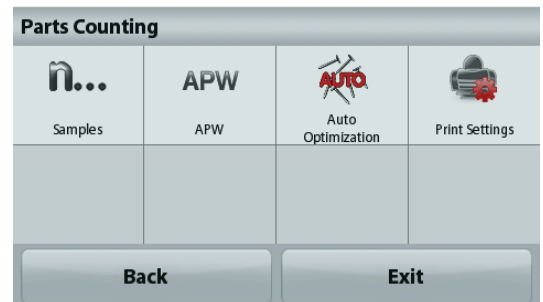 Parts Counting
n...
APW
AUTO
Samples
APW
Auto
Optimization
Print Settings
Back
Exit